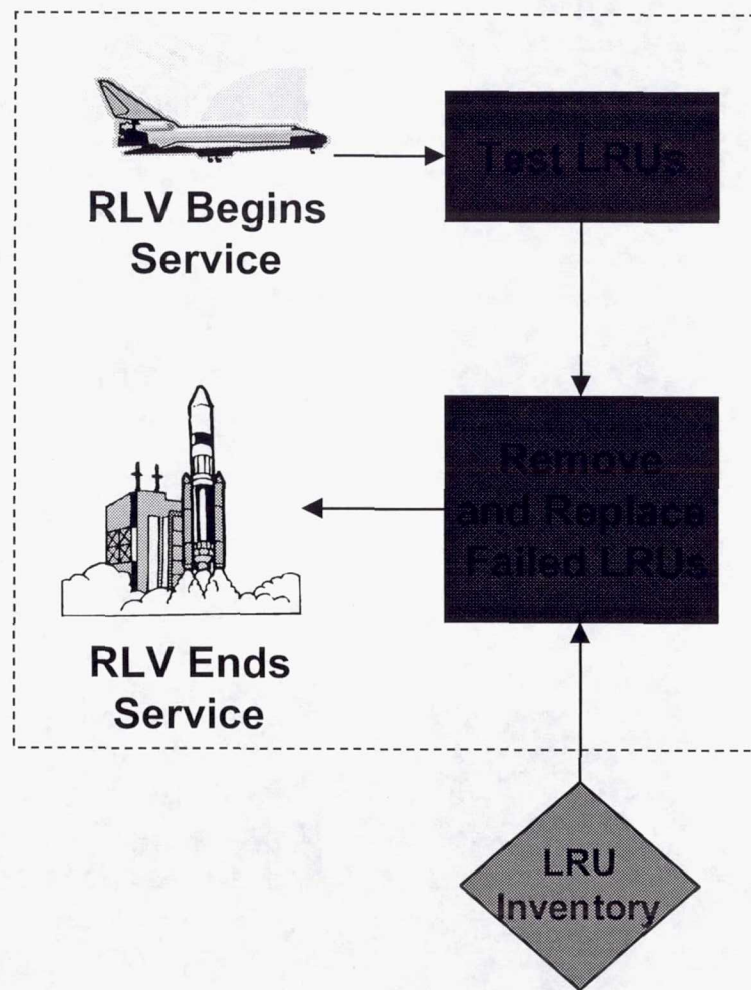 RLV Begins
Service
Test LRUs
Remove
and Replace
Failed LRUs
RLV Ends
Service
LRU
Inventory